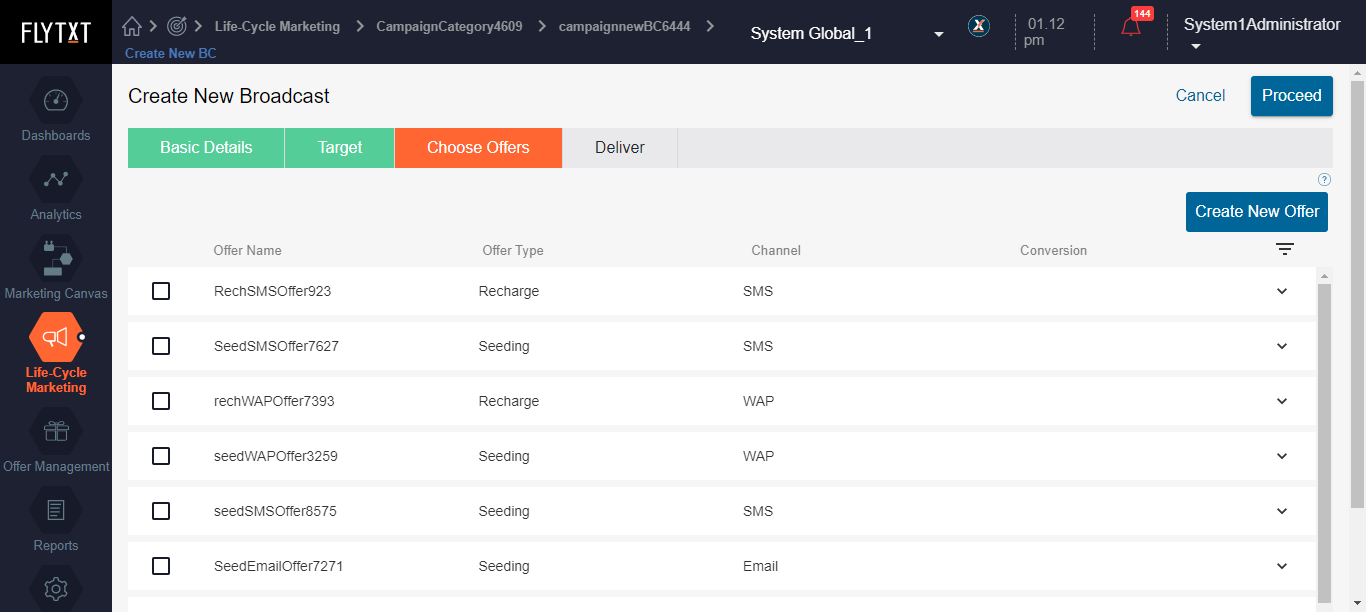 FLYTXT
Life-Cycle Marketing
CampaignCategory4609
campaignnewBC6444
Create New BC
System Global_1
X
01.12
pm
144
System1Administrator
Dashboards
Analytics
Marketing Canvas
Life-Cycle
Marketing
Offer Management
Reports
Create New Broadcast
Cancel
Proceed
Basic Details
Target
Choose Offers
Deliver
?
Create New Offer
Offer Name Offer Type Channel Conversion
RechSMSOffer923 Recharge SMS
SeedSMSOffer7627 Seeding SMS
rechWAPOffer7393 Recharge WAP
seedWAPOffer3259 Seeding WAP
seedSMSOffer8575 Seeding SMS
SeedEmailOffer7271 Seeding Email